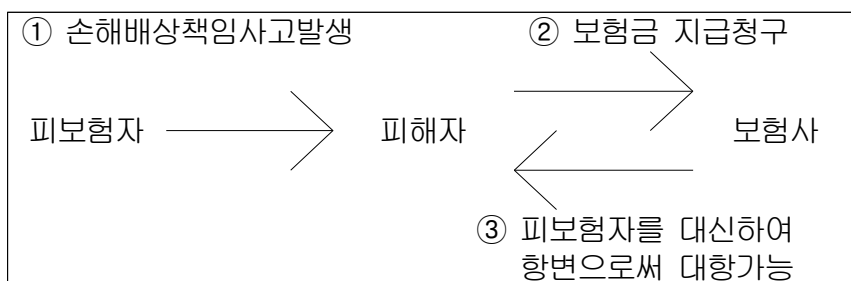 ① 손해배상책임사고발생
② 보험금 지급청구
피보험자
피해자
보험사
③ 피보험자를 대신하여
항변으로써 대항가능